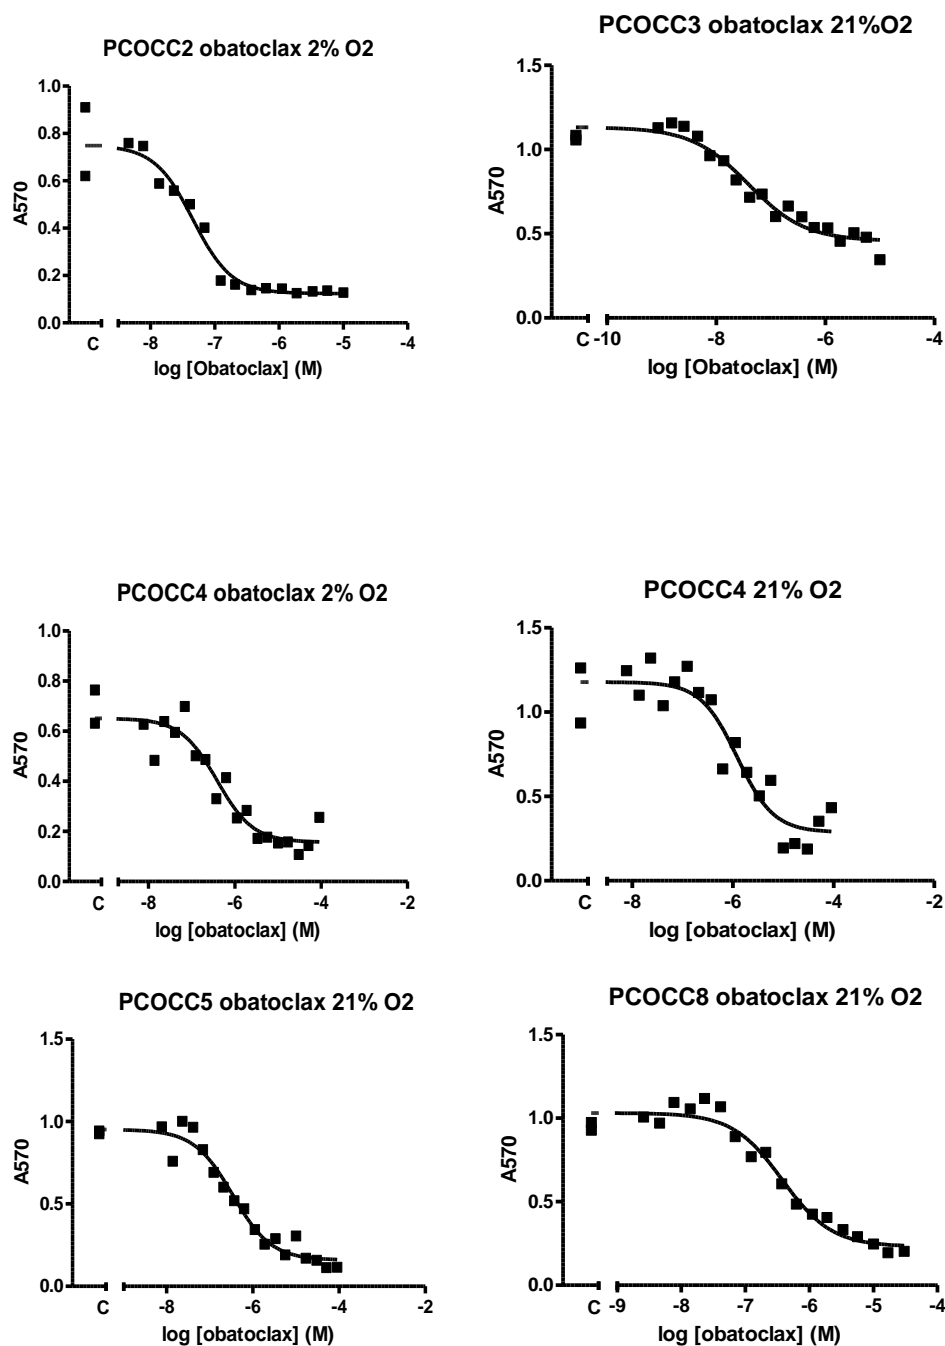 PCOCC2 obatoclax 2% O2
1.0
0.8
0.6
0.4
0.2
0.0
A570
C -8 -7 -6 -5 -4
log [Obatoclax] (M)
PCOCC3 obatoclax 21%O2
1.5
1.0
0.5
0.0
A570
C -10 -8 -6 -4
log [Obatoclax] (M)
PCOCC4 obatoclax 2% O2
1.0
0.8
0.6
0.4
0.2
0.0
A570
C -8 -6 -4 -2
log [obatoclax] (M)
PCOCC4 21% O2
1.5
1.0
0.5
0.0
A570
C -8 -6 -4 -2
log [obatoclax] (M)
PCOCC5 obatoclax 21% O2
1.5
1.0
0.5
0.0
A570
C -8 -6 -4 -2
log [obatoclax] (M)
PCOCC8 obatoclax 21% O2
1.5
1.0
0.5
0.0
A570
C -9 -8 -7 -6 -5 -4
log [obatoclax] (M)